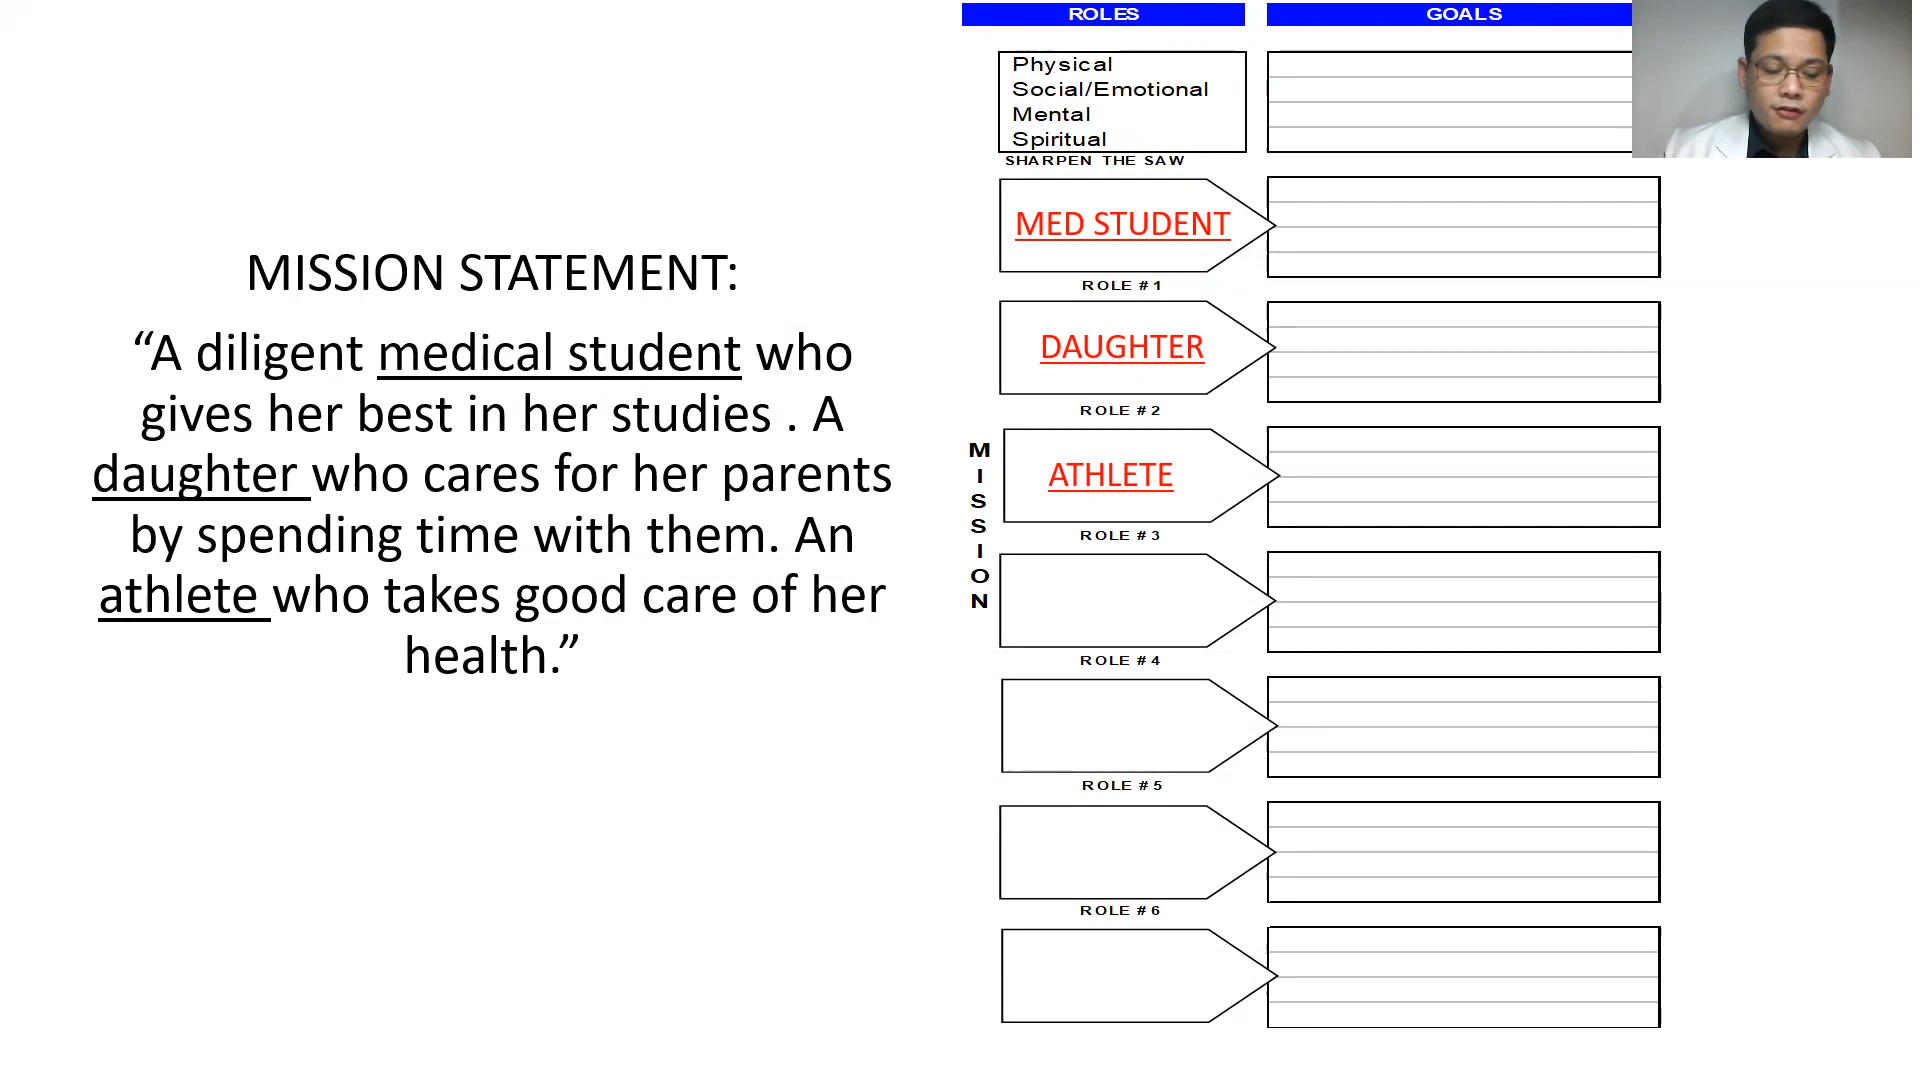 MISSION STATEMENT:
“A diligent medical student who
gives her best in her studies . A
daughter who cares for her parents
by spending time with them. An
athlete who takes good care of her
health.”
ROLES
GOALS
Physical
Social/Emotional
Mental
Spiritual
SHARPEN THE SAW
MED STUDENT
ROLE # 1
DAUGHTER
ROLE # 2
MISSION
ATHLETE
ROLE # 3
ROLE # 4
ROLE # 5
ROLE # 6